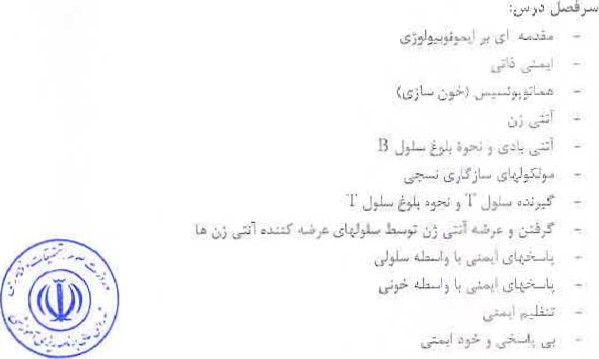 سرفصل درس:
- مقدمه ای بر ایمونوبیولوژی
- ایمنی ذاتی
- هماتوپوئسیس (خون سازی)
- آنتی ژن
- آنتی بادی و نحوۀ بلوغ سلول B
- مولکولهای سازگاری نسجی
- گیرنده سلول T و نحوه بلوغ سلول T
- گرفتن و عرضه آنتی ژن توسط سلولهای عرضه کننده آنتی ژن ها
- پاسخهای ایمنی با واسطه سلولی
- پاسخهای ایمنی با واسطه خونی
- تنظیم ایمنی
- بی پاسخی و خود ایمنی